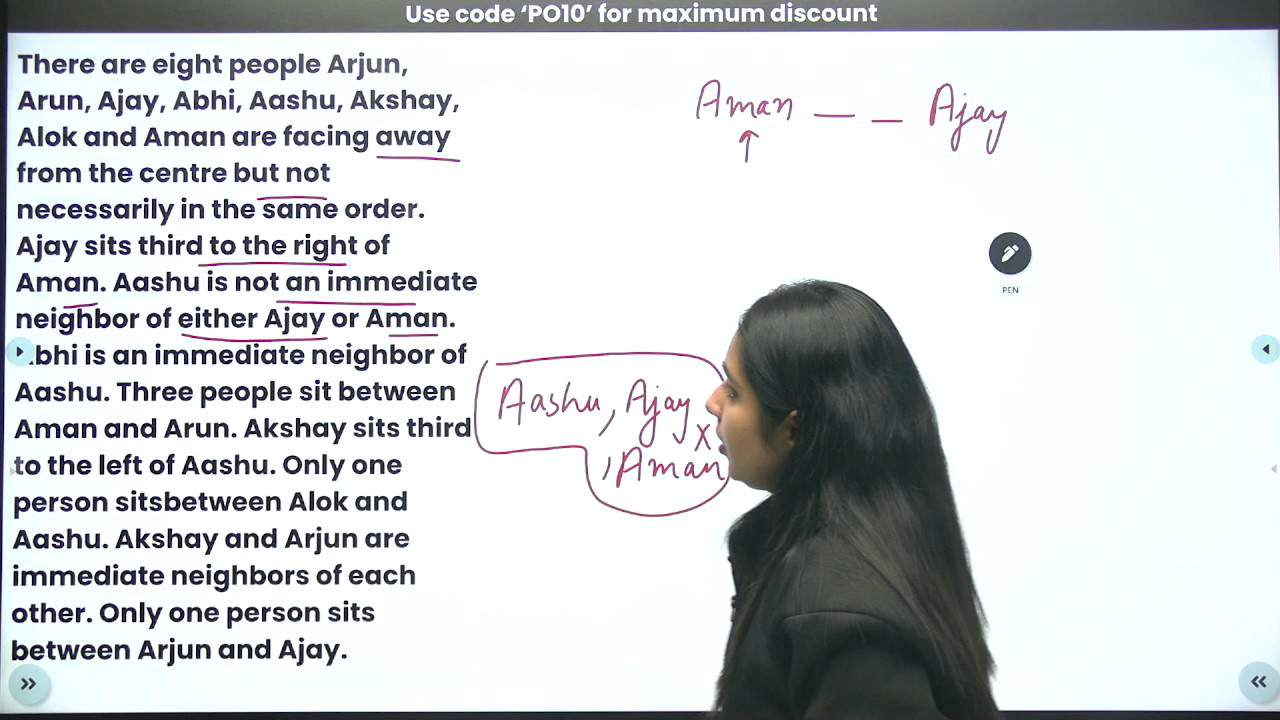 Use code ‘PO10’ for maximum discount
There are eight people Arjun,
Arun, Ajay, Abhi, Aashu, Akshay,
Alok and Aman are facing away
from the centre but not
necessarily in the same order.
Ajay sits third to the right of
Aman. Aashu is not an immediate
neighbor of either Ajay or Aman.
.bhi is an immediate neighbor of
Aashu. Three people sit between
Aman and Arun. Akshay sits third
to the left of Aashu. Only one
person sitsbetween Alok and
Aashu. Akshay and Arjun are
immediate neighbors of each
other. Only one person sits
between Arjun and Ajay.
Aman — — Ajay
PEN
Aashu, Ajay
x
, Aman